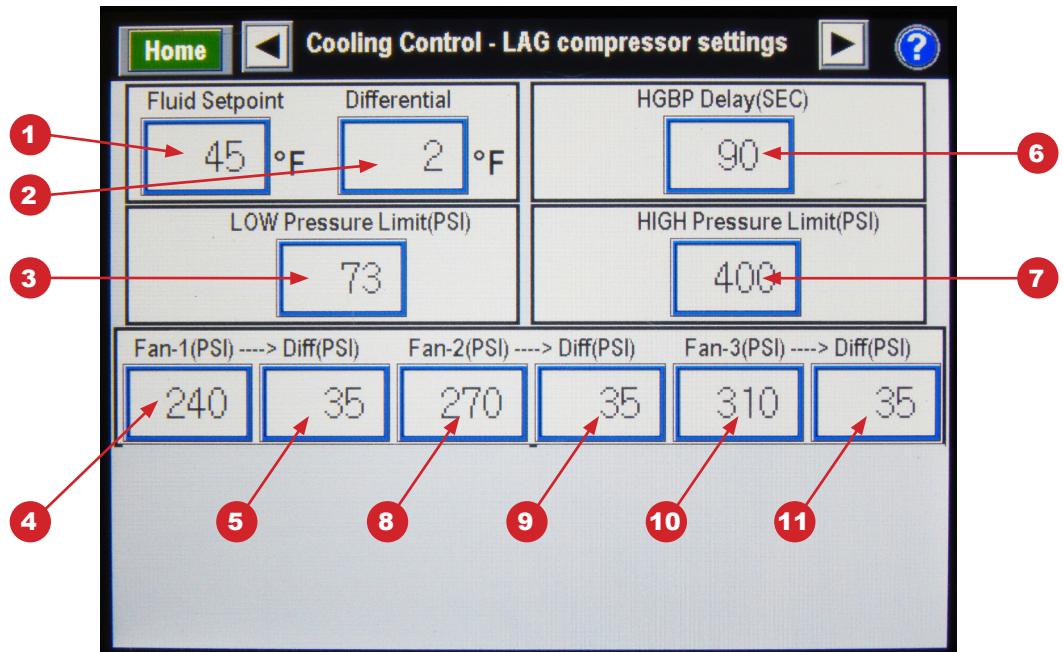 Home ◀ Cooling Control - LAG compressor settings ▶ ?
Fluid Setpoint Differential HGBP Delay(SEC)
1 45 °F 2 °F 90 6
2
LOW Pressure Limit(PSI) HIGH Pressure Limit(PSI)
3 73 400 7
Fan-1(PSI) ----> Diff(PSI) Fan-2(PSI) ----> Diff(PSI) Fan-3(PSI) ----> Diff(PSI)
240 35 270 35 310 35
4 5 8 9 10 11